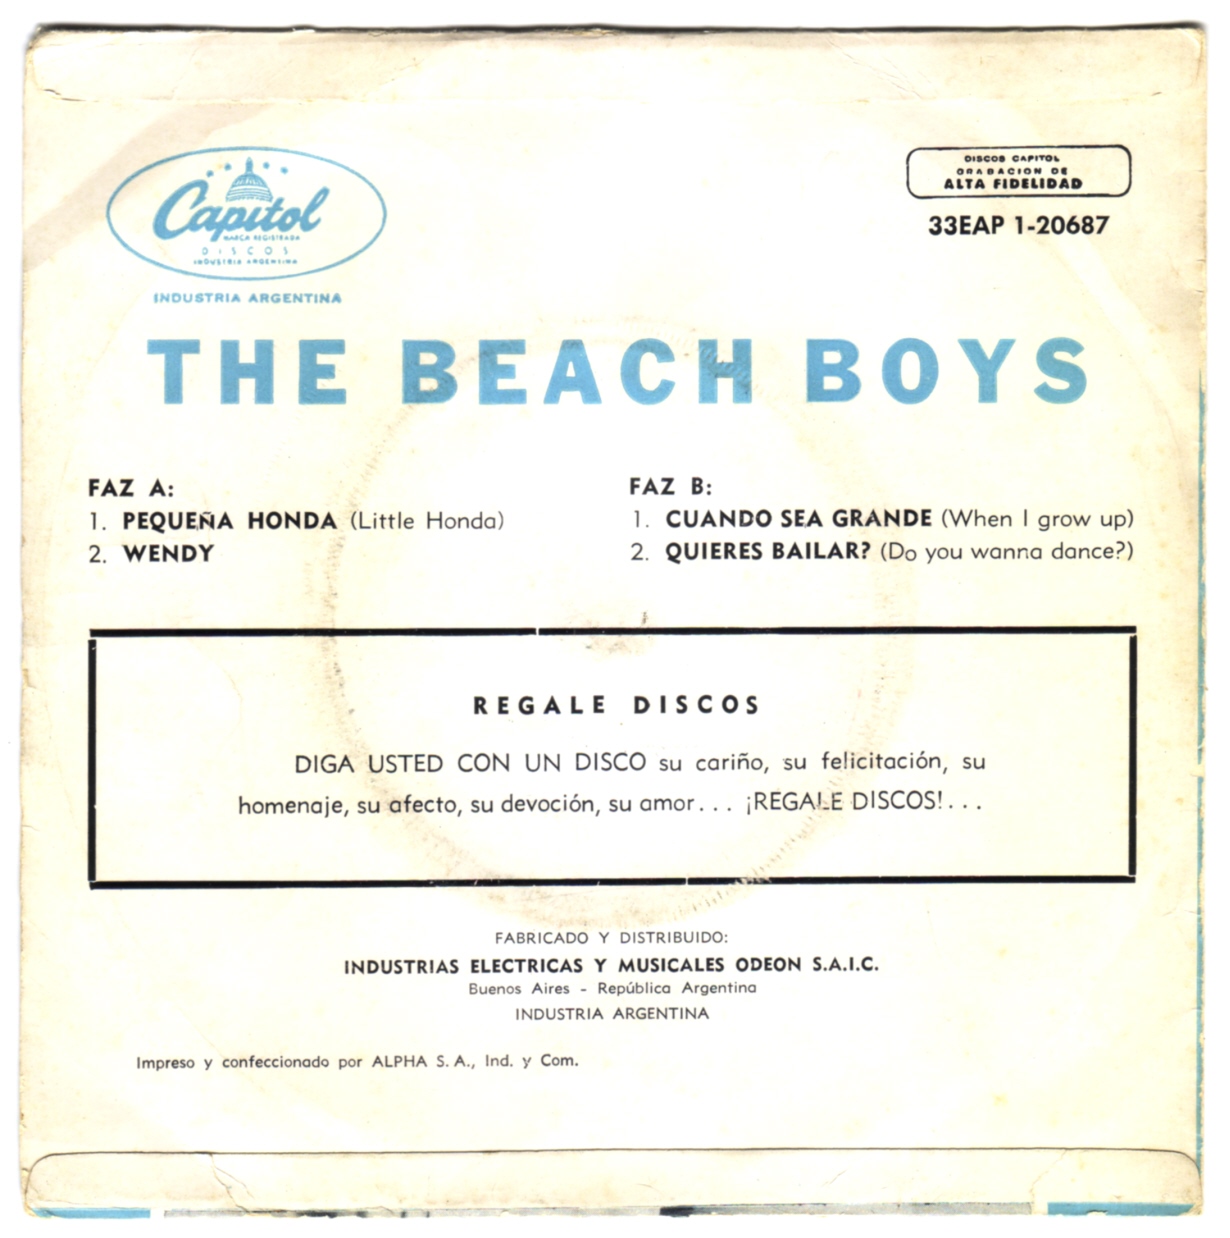 Capitol
MARCA REGISTRADA
DISCOS
INDUSTRIA ARGENTINA
INDUSTRIA ARGENTINA
DISCOS CAPITOL
GRABACION DE
ALTA FIDELIDAD
33EAP 1-20687
THE BEACH BOYS
FAZ A:
1. PEQUEÑA HONDA (Little Honda)
2. WENDY
FAZ B:
1. CUANDO SEA GRANDE (When I grow up)
2. QUIERES BAILAR? (Do you wanna dance?)
REGALE DISCOS
DIGA USTED CON UN DISCO su cariño, su felicitación, su
homenaje, su afecto, su devoción, su amor... ¡REGALE DISCOS!...
FABRICADO Y DISTRIBUIDO:
INDUSTRIAS ELECTRICAS Y MUSICALES ODEON S.A.I.C.
Buenos Aires - República Argentina
INDUSTRIA ARGENTINA
Impreso y confeccionado por ALPHA S. A., Ind. y Com.